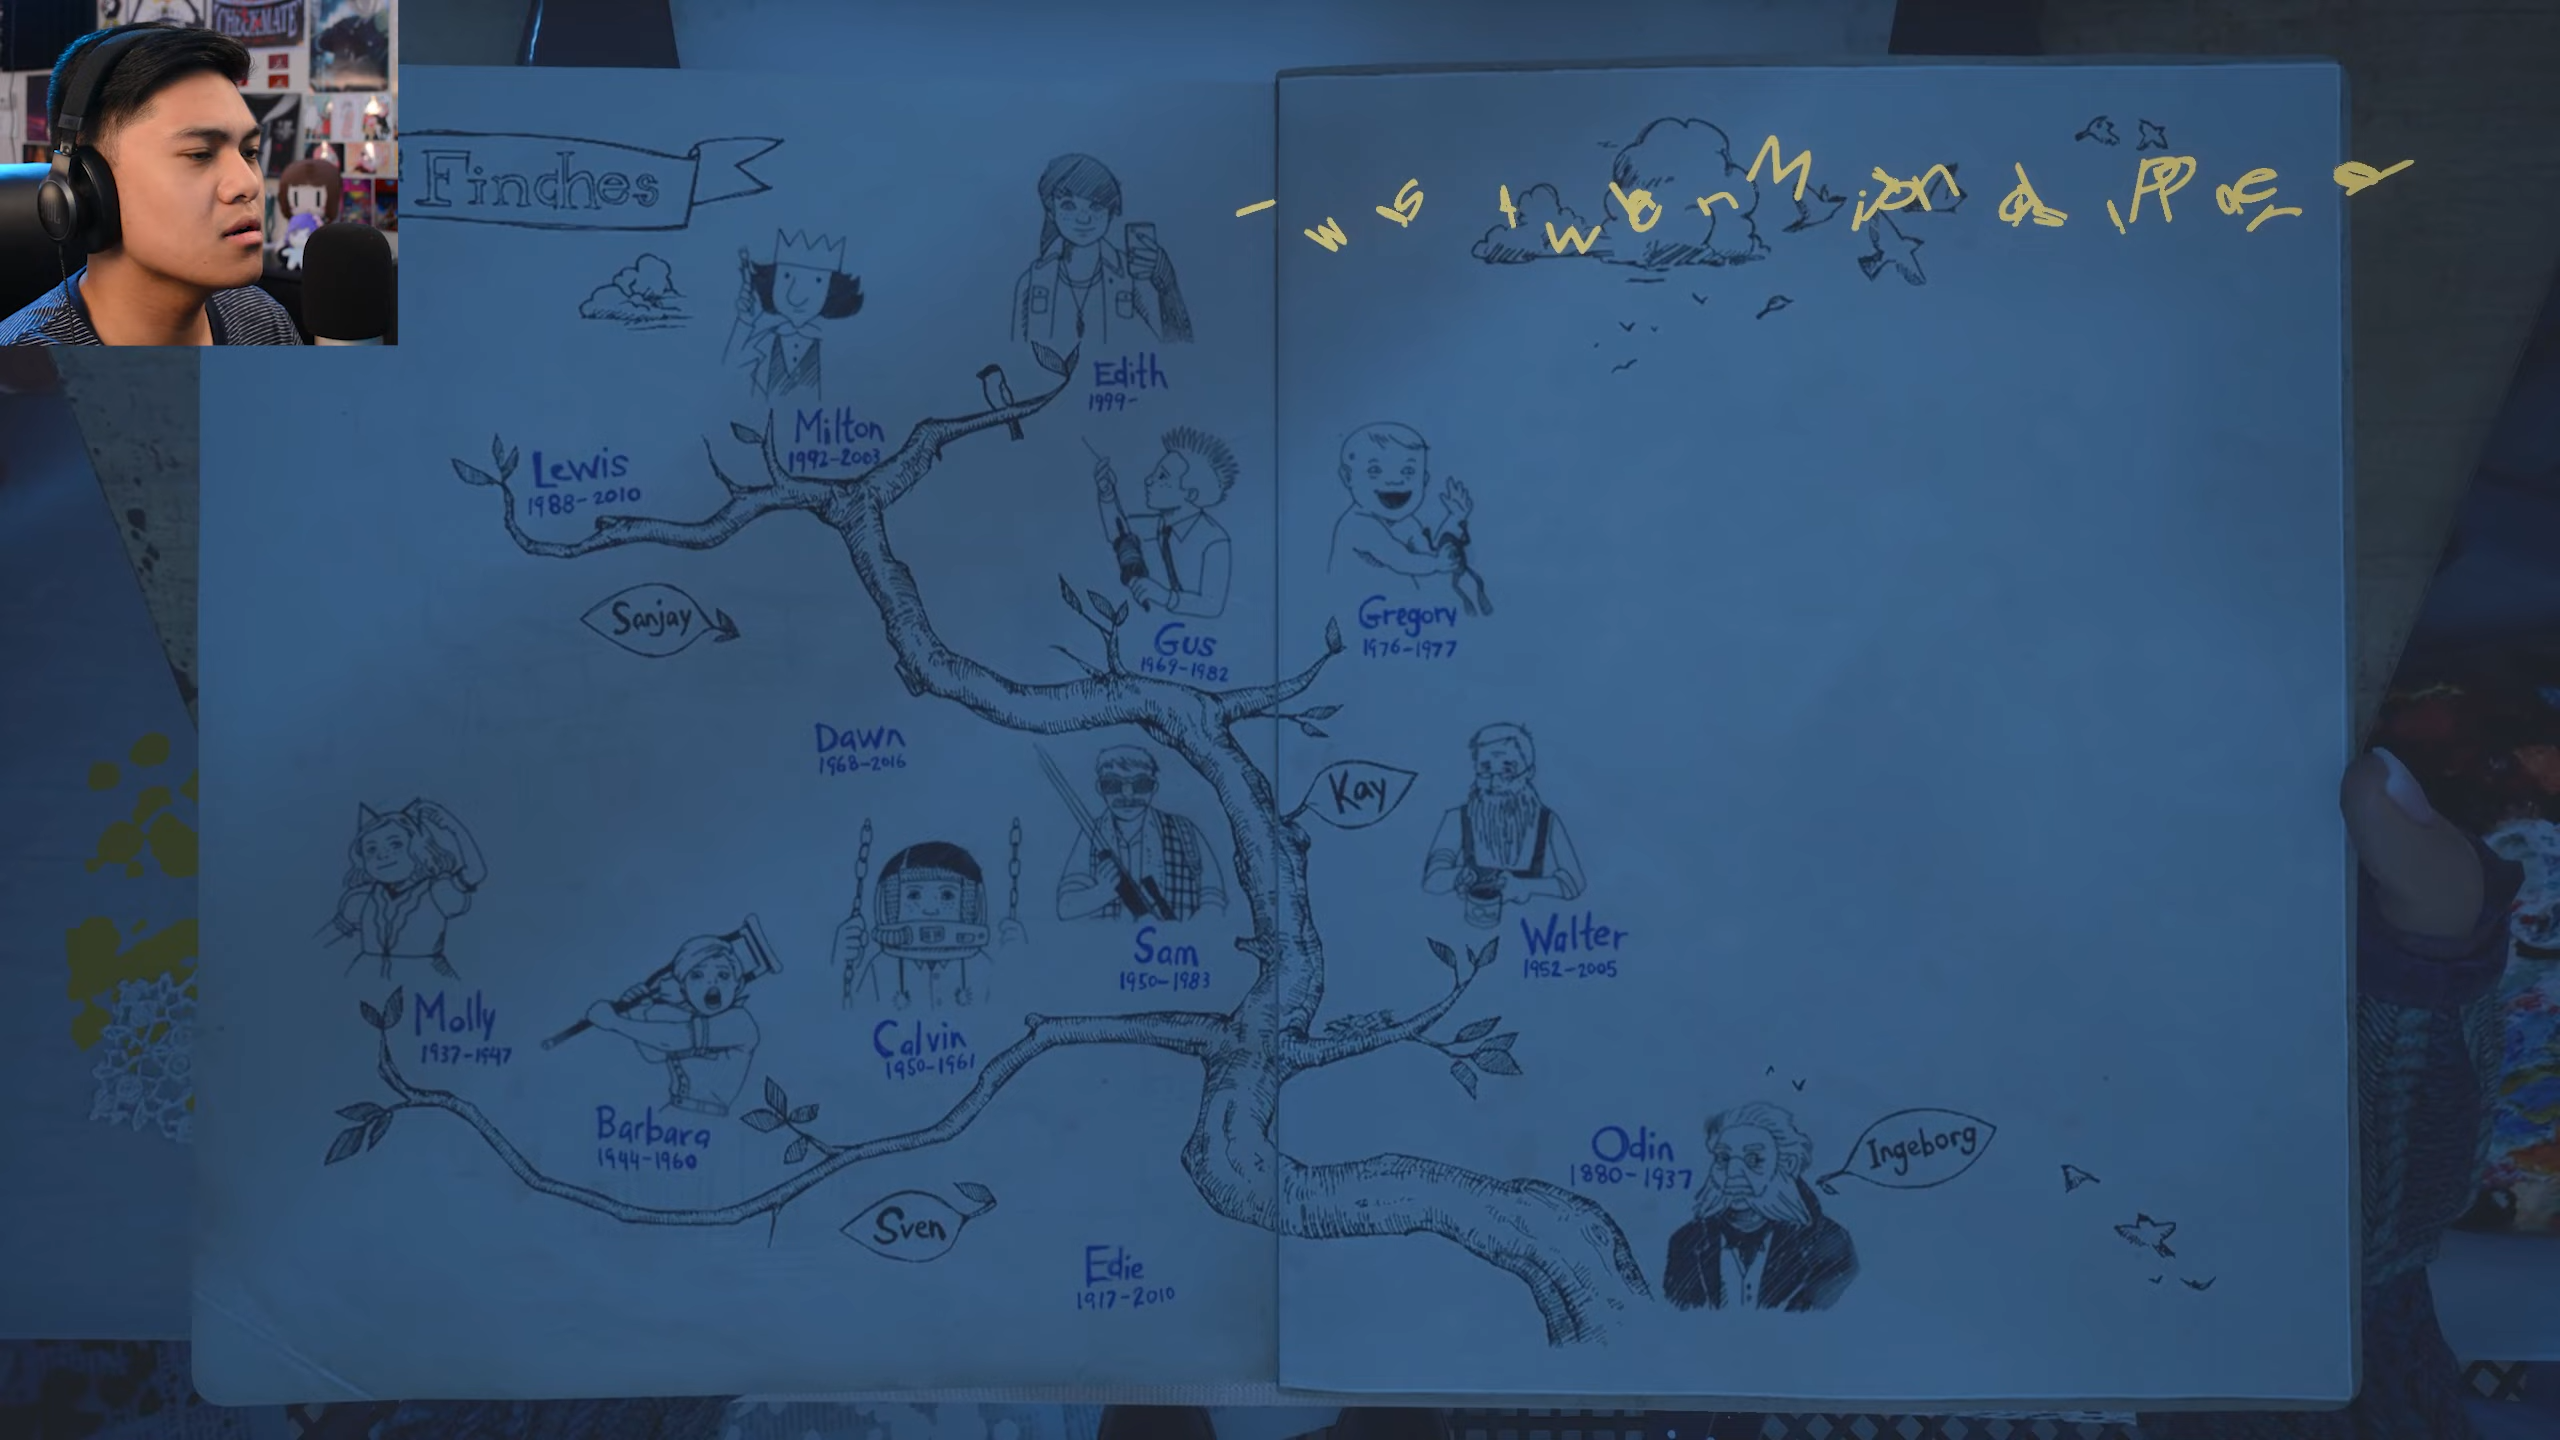 CHECKMATE
Finches
Edith
1999-
Milton
1992-2003
Lewis
1988-2010
Sanjay
Gus
1969-1982
Gregory
1976-1977
Dawn
1968-2016
Kay
Sam
1950-1983
Walter
1952-2005
Molly
1937-1947
Calvin
1950-1961
Barbara
1944-1960
Sven
Odin
1880-1937
Ingeborg
Edie
1917-2010